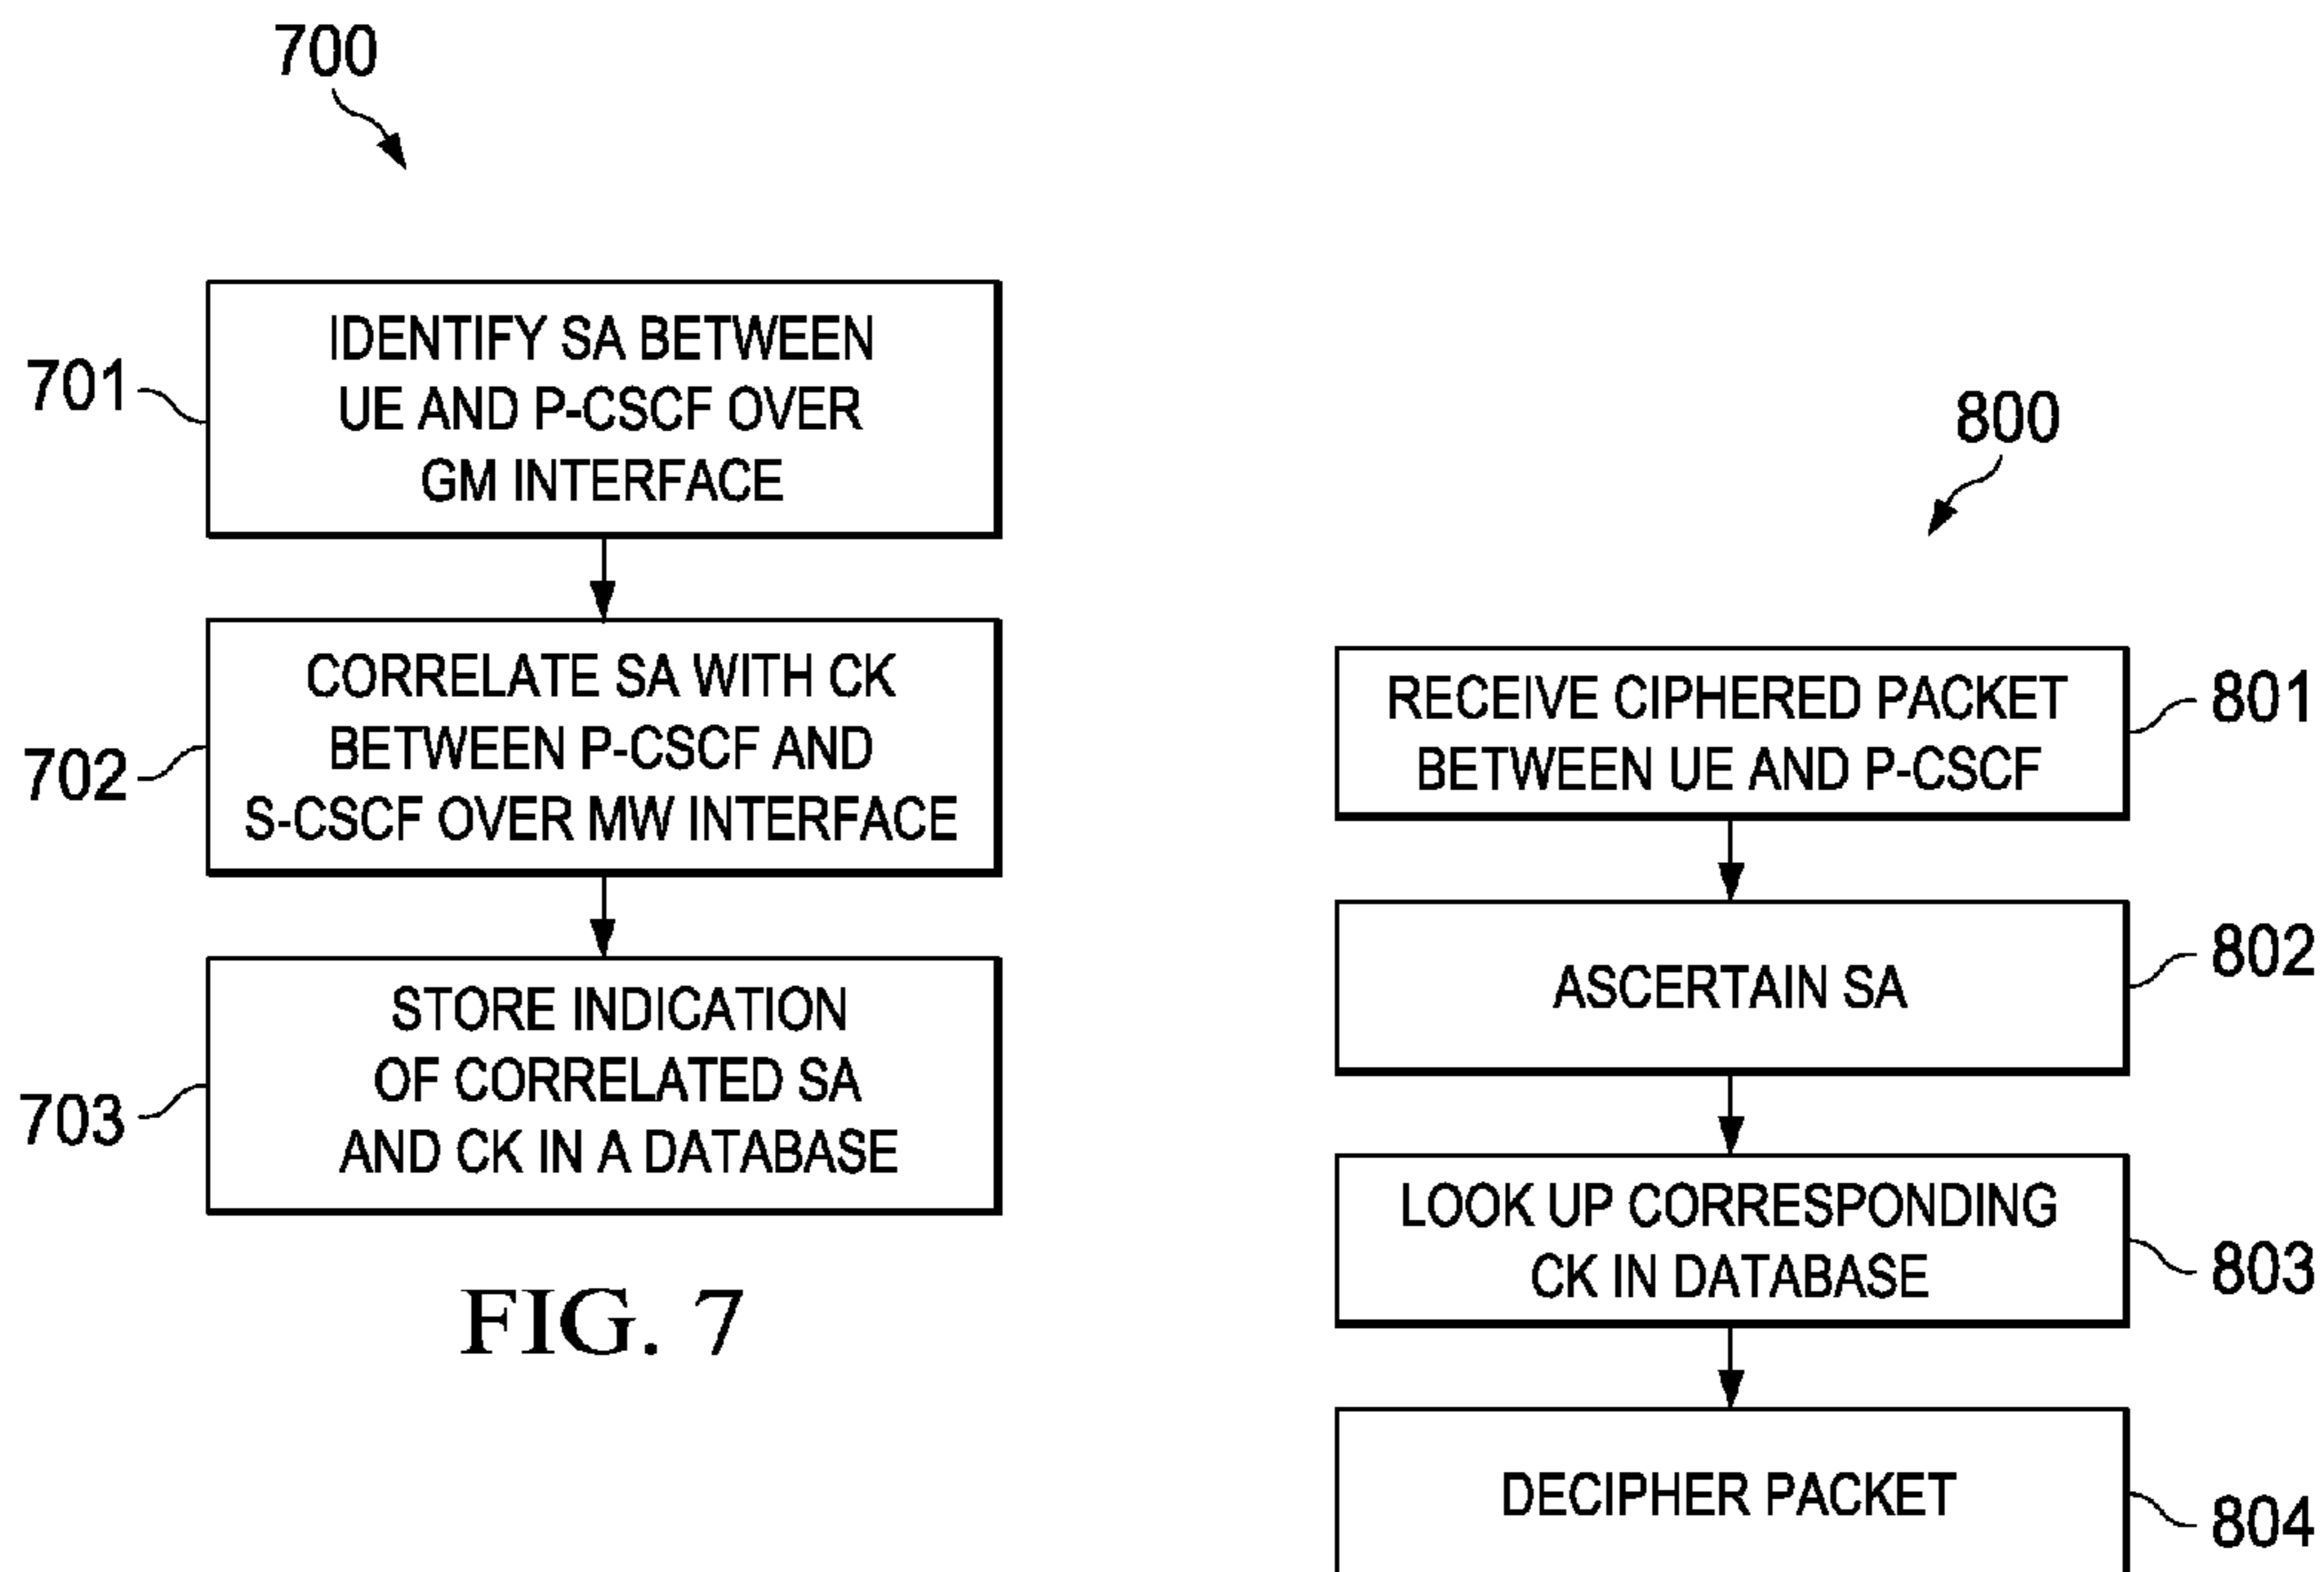 700
701
IDENTIFY SA BETWEEN
UE AND P-CSCF OVER
GM INTERFACE
702
CORRELATE SA WITH CK
BETWEEN P-CSCF AND
S-CSCF OVER MW INTERFACE
703
STORE INDICATION
OF CORRELATED SA
AND CK IN A DATABASE
FIG. 7
800
RECEIVE CIPHERED PACKET
BETWEEN UE AND P-CSCF
801
ASCERTAIN SA
802
LOOK UP CORRESPONDING
CK IN DATABASE
803
DECIPHER PACKET
804